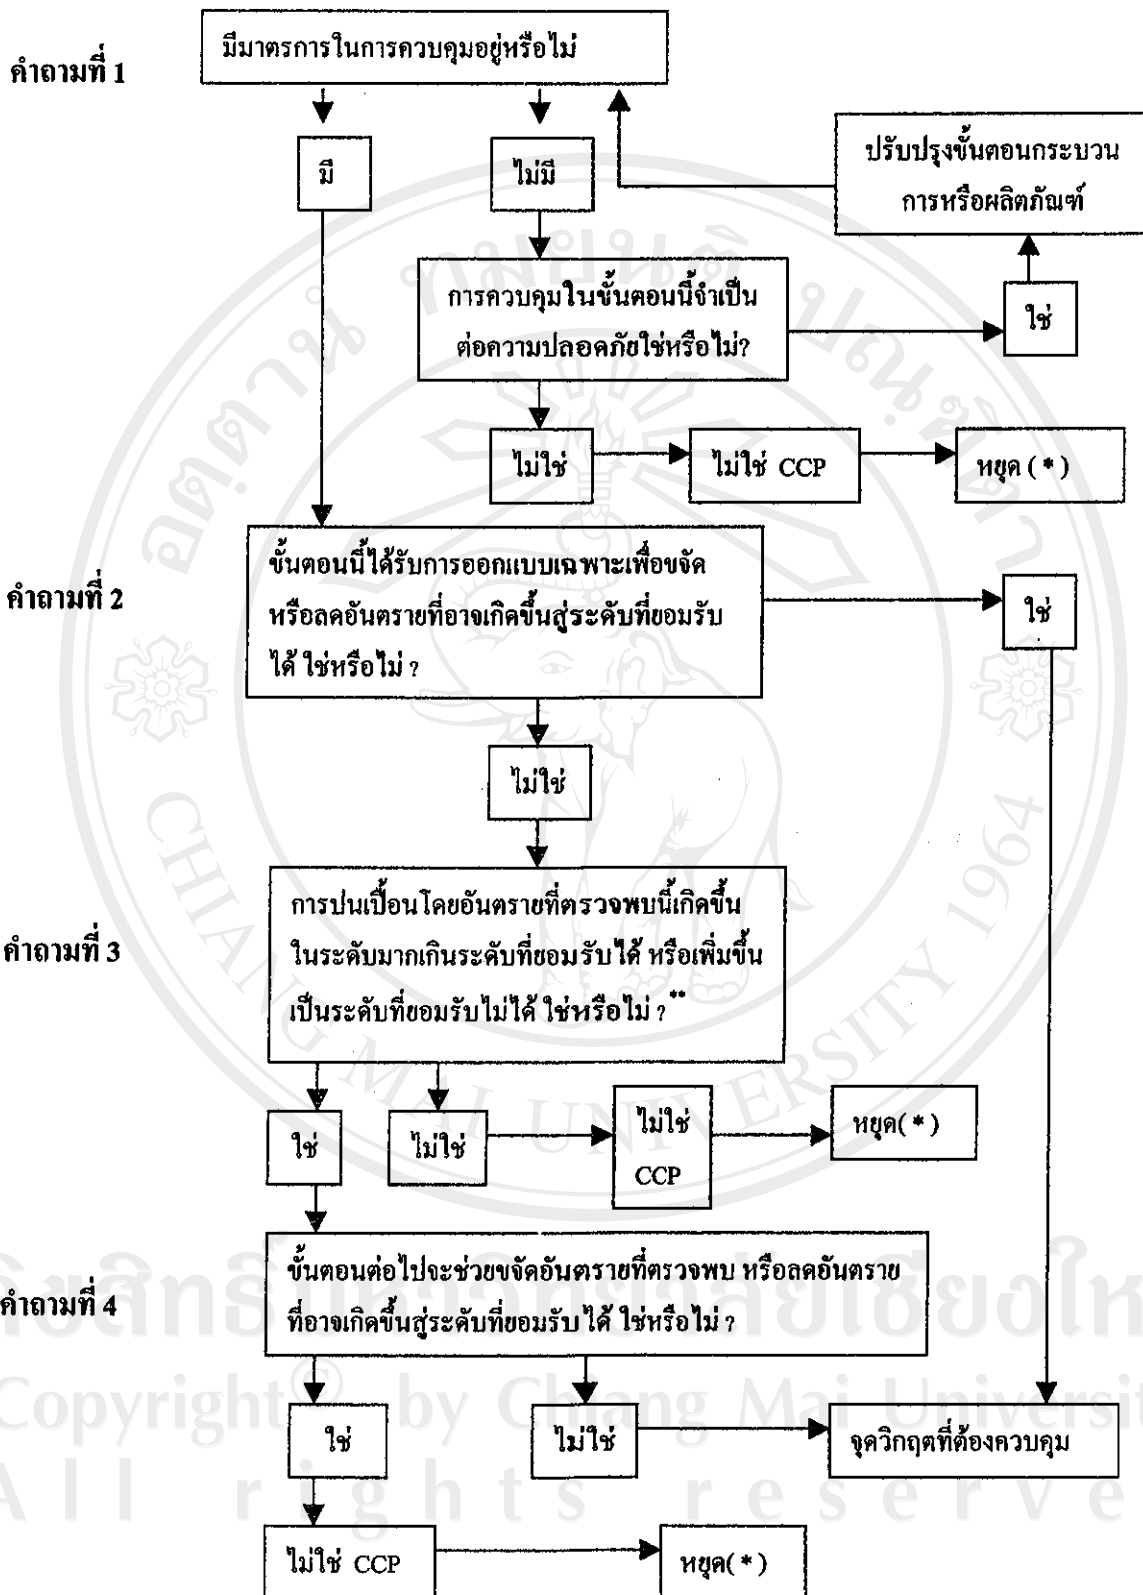 คำถามที่ 1
มีมาตรการในการควบคุมอยู่หรือไม่
มี
ไม่มี
ปรับปรุงขั้นตอนกระบวน
การหรือผลิตภัณฑ์
การควบคุมในขั้นตอนนี้จำเป็น
ต่อความปลอดภัยใช่หรือไม่?
ใช่
ไม่ใช่
ไม่ใช่ CCP
หยุด (*)
คำถามที่ 2
ขั้นตอนนี้ได้รับการออกแบบเฉพาะเพื่อขจัด
หรือลดอันตรายที่อาจเกิดขึ้นสู่ระดับที่ยอมรับ
ได้ ใช่หรือไม่ ?
ใช่
ไม่ใช่
คำถามที่ 3
การปนเปื้อนโดยอันตรายที่ตรวจพบนี้เกิดขึ้น
ในระดับมากเกินระดับที่ยอมรับได้ หรือเพิ่มขึ้น
เป็นระดับที่ยอมรับไม่ได้ ใช่หรือไม่ ?**
ใช่
ไม่ใช่
ไม่ใช่
CCP
หยุด(*)
คำถามที่ 4
ขั้นตอนต่อไปจะช่วยขจัดอันตรายที่ตรวจพบ หรือลดอันตราย
ที่อาจเกิดขึ้นสู่ระดับที่ยอมรับได้ ใช่หรือไม่ ?
ใช่
ไม่ใช่
จุดวิกฤตที่ต้องควบคุม
ไม่ใช่ CCP
หยุด(*)
CHIANG MAI UNIVERSITY 1964
Copyright© by Chiang Mai Universit
All rights reserve